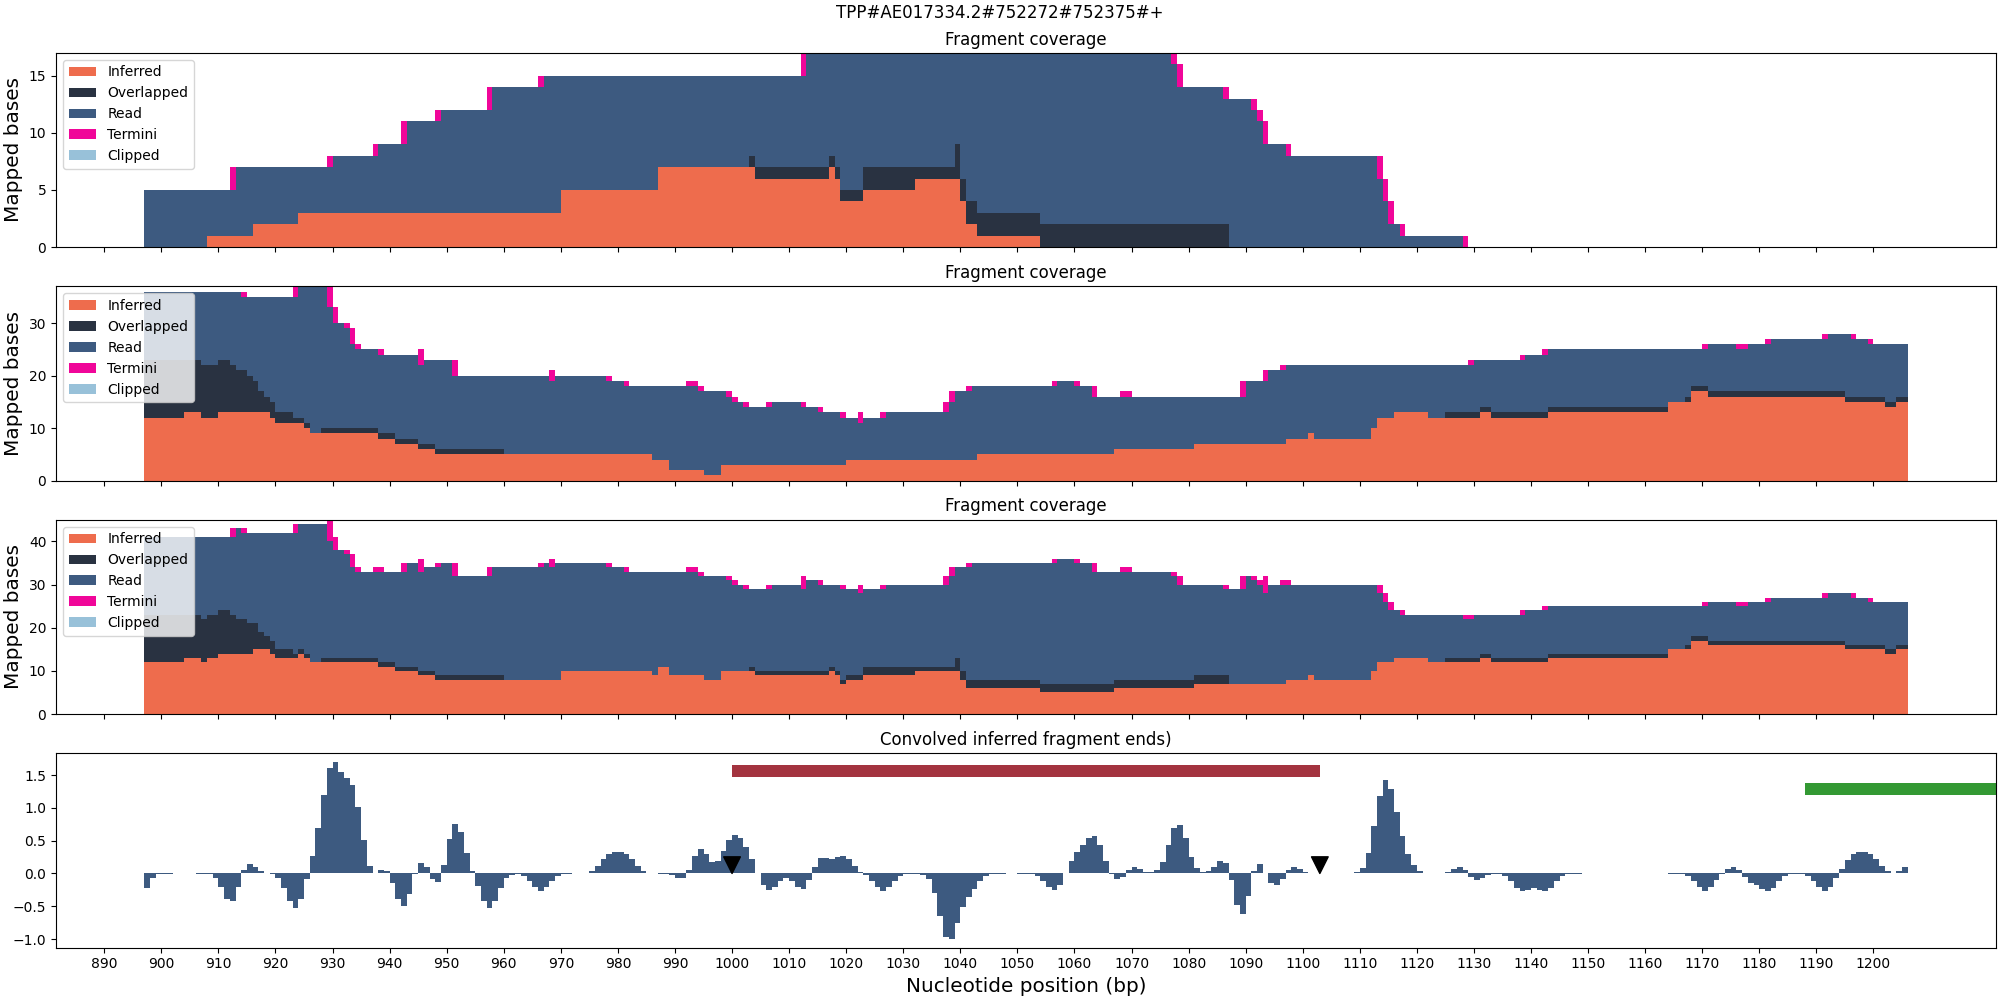 TPP#AE017334.2#752272#752375#+
Fragment coverage
Mapped bases
15
10
5
0
Inferred
Overlapped
Read
Termini
Clipped
Fragment coverage
Mapped bases
30
20
10
0
Inferred
Overlapped
Read
Termini
Clipped
Fragment coverage
Mapped bases
40
30
20
10
0
Inferred
Overlapped
Read
Termini
Clipped
Convolved inferred fragment ends)
1.5
1.0
0.5
0.0
−0.5
−1.0
890 900 910 920 930 940 950 960 970 980 990 1000 1010 1020 1030 1040 1050 1060 1070 1080 1090 1100 1110 1120 1130 1140 1150 1160 1170 1180 1190 1200
Nucleotide position (bp)